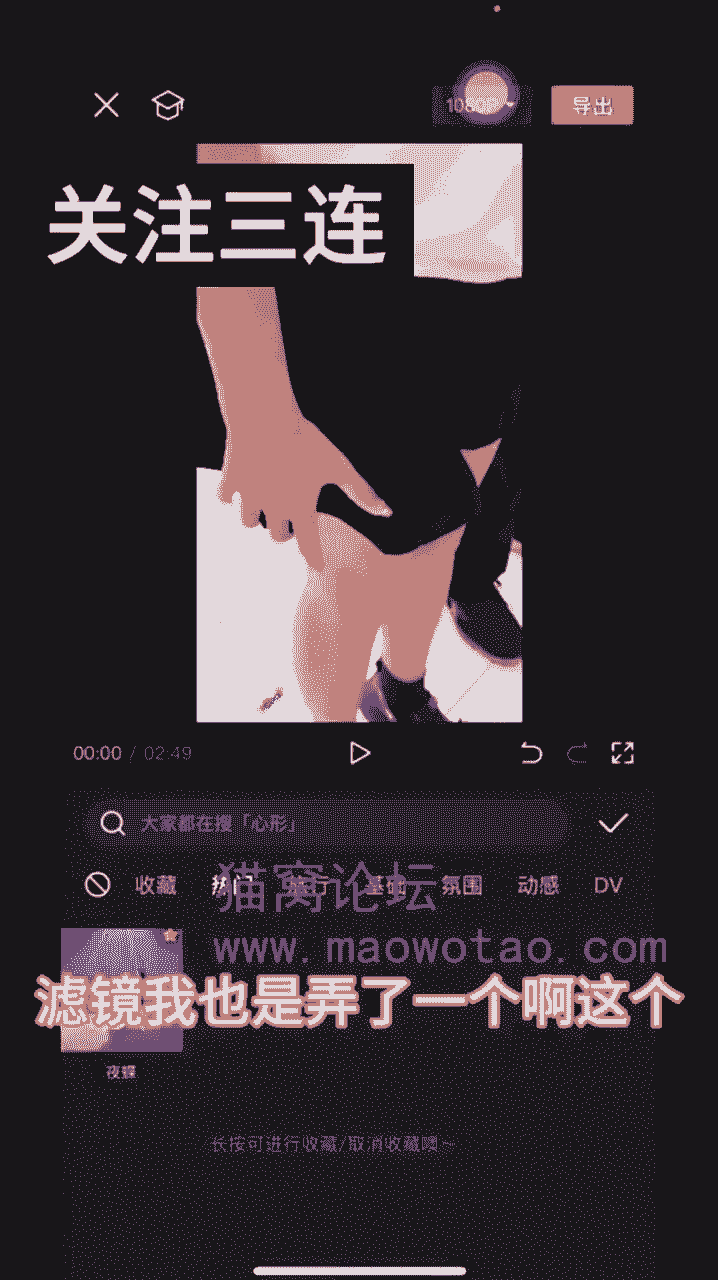 1080P
导出
关注三连
00:00 / 02:49
大家都在搜「心形」
收藏 热门 基础 氛围 动感 DV
猫窝论坛
www.maowotao.com
滤镜我也是弄了一个啊这个
夜蝶
长按可进行收藏/取消收藏噢~